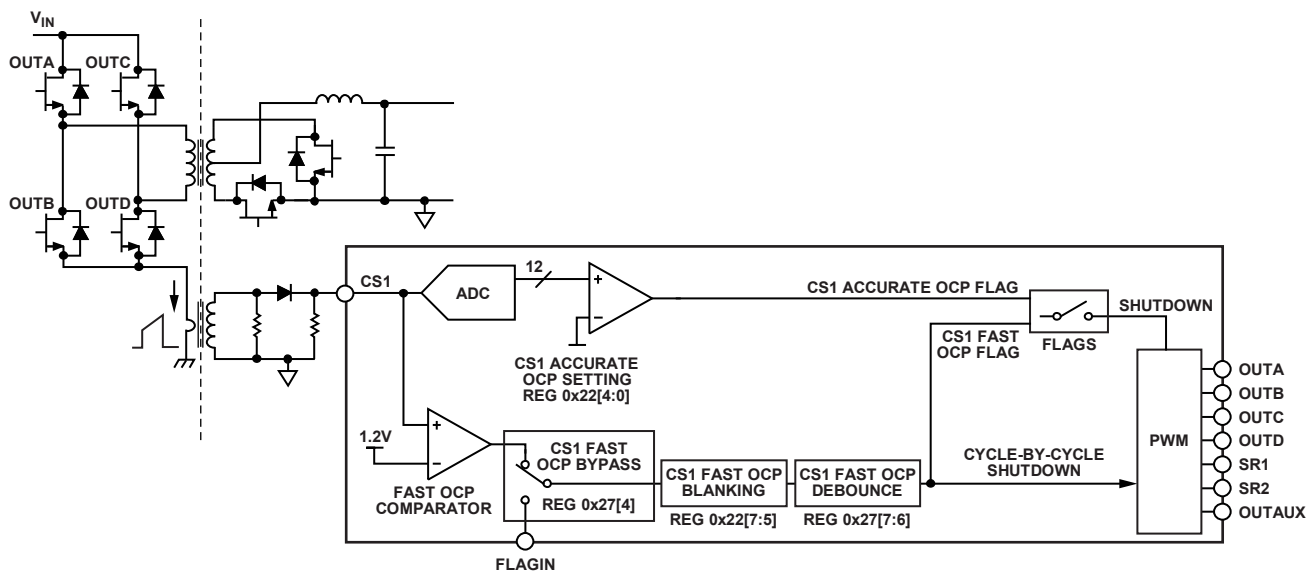 VIN
OUTA
OUTC
OUTB
OUTD
CS1
ADC
12
+
−
CS1 ACCURATE
OCP SETTING
REG 0x22[4:0]
CS1 ACCURATE OCP FLAG
CS1 FAST
OCP FLAG
FLAGS
SHUTDOWN
1.2V
+
−
FAST OCP
COMPARATOR
CS1 FAST
OCP BYPASS
REG 0x27[4]
FLAGIN
CS1 FAST OCP
BLANKING
REG 0x22[7:5]
CS1 FAST OCP
DEBOUNCE
REG 0x27[7:6]
CYCLE-BY-CYCLE
SHUTDOWN
PWM
OUTA
OUTB
OUTC
OUTD
SR1
SR2
OUTAUX